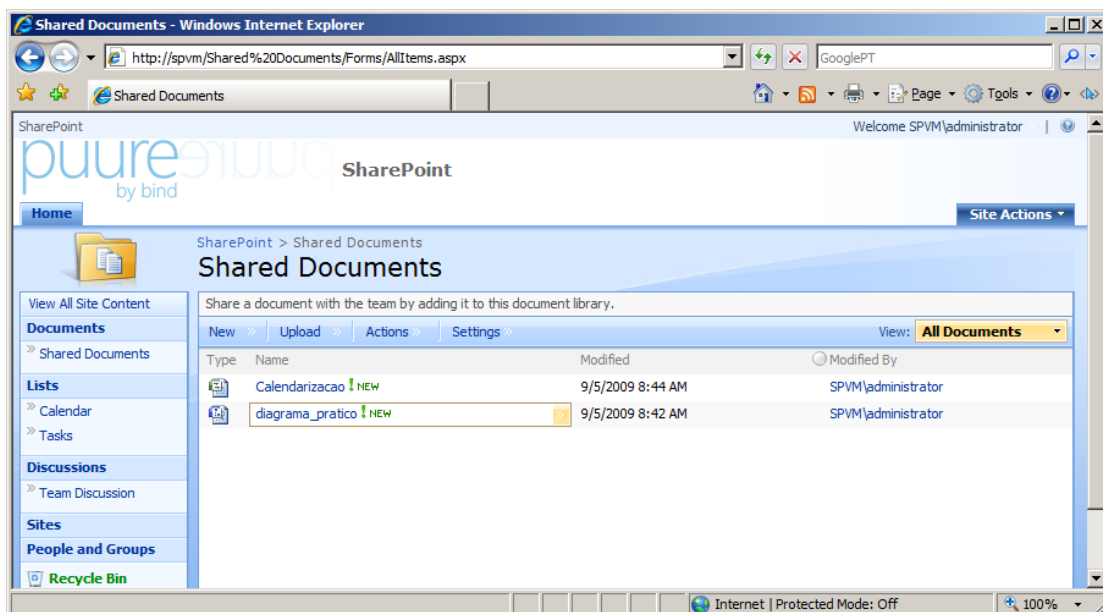 Shared Documents - Windows Internet Explorer
http://spvm/Shared%20Documents/Forms/AllItems.aspx
GooglePT
Shared Documents
Page
Tools
SharePoint
Welcome SPVM\administrator
puure
by bind
SharePoint
Home
Site Actions
SharePoint > Shared Documents
Shared Documents
View All Site Content
Documents
Shared Documents
Lists
Calendar
Tasks
Discussions
Team Discussion
Sites
People and Groups
Recycle Bin
Share a document with the team by adding it to this document library.
New Upload Actions Settings View: All Documents
Type Name Modified Modified By
Calendarizacao ! NEW 9/5/2009 8:44 AM SPVM\administrator
diagrama_pratico ! NEW 9/5/2009 8:42 AM SPVM\administrator
Internet | Protected Mode: Off
100%